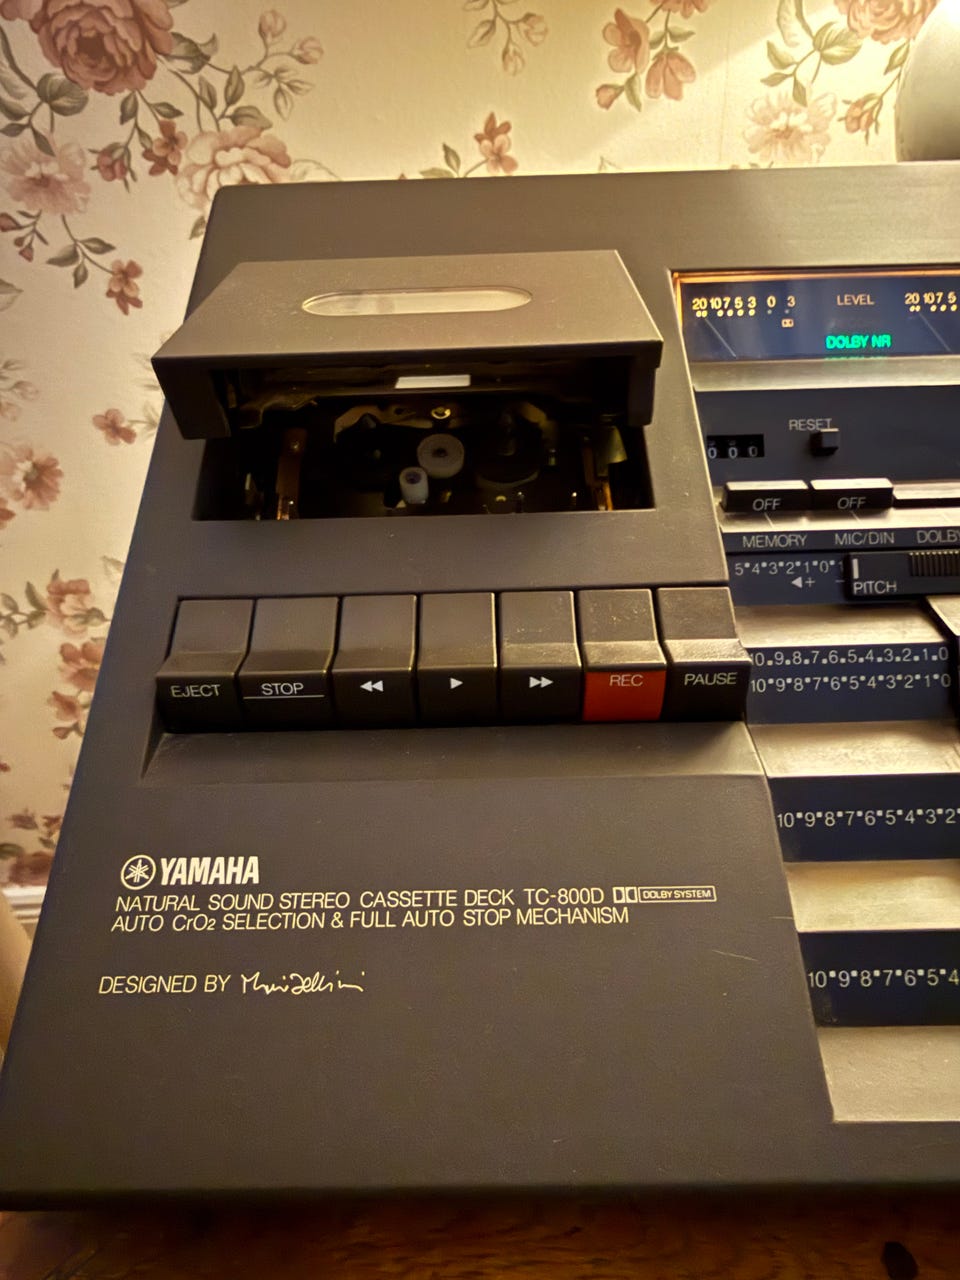 20 10 7 5 3 0 3 LEVEL 20 10 7 5
DOLBY NR
RESET
0 0 0
OFF OFF
MEMORY MIC/DIN DOLBY
5 4 3 2 1 0 1
+ −
PITCH
10 9 8 7 6 5 4 3 2 1 0
10 9 8 7 6 5 4 3 2 1 0
EJECT STOP REC PAUSE
10 9 8 7 6 5 4 3 2
YAMAHA
NATURAL SOUND STEREO CASSETTE DECK TC-800D DOLBY SYSTEM
AUTO CrO2 SELECTION & FULL AUTO STOP MECHANISM
10 9 8 7 6 5 4
DESIGNED BY Mario Bellini